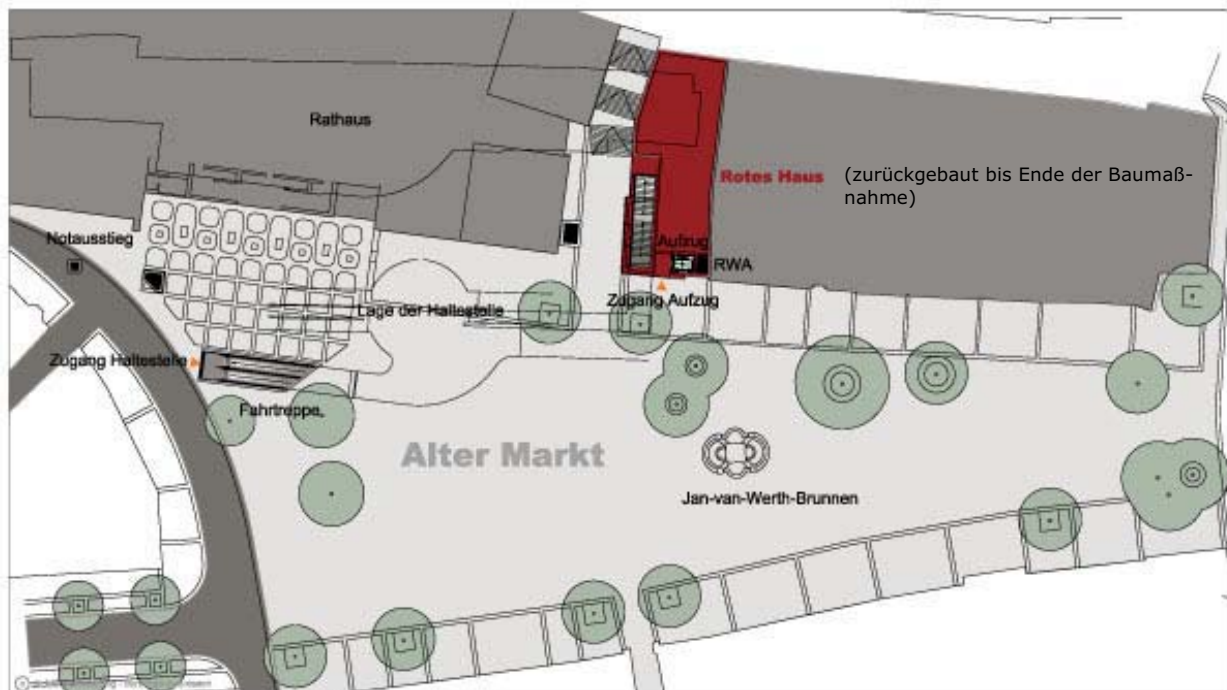 Rathaus
Rotes Haus (zurückgebaut bis Ende der Baumaß-
nahme)
Notausstieg
Aufzug
RWA
Zugang Aufzug
Lage der Haltestelle
Zugang Haltestelle
Fahrtreppe
Alter Markt
Jan-van-Werth-Brunnen